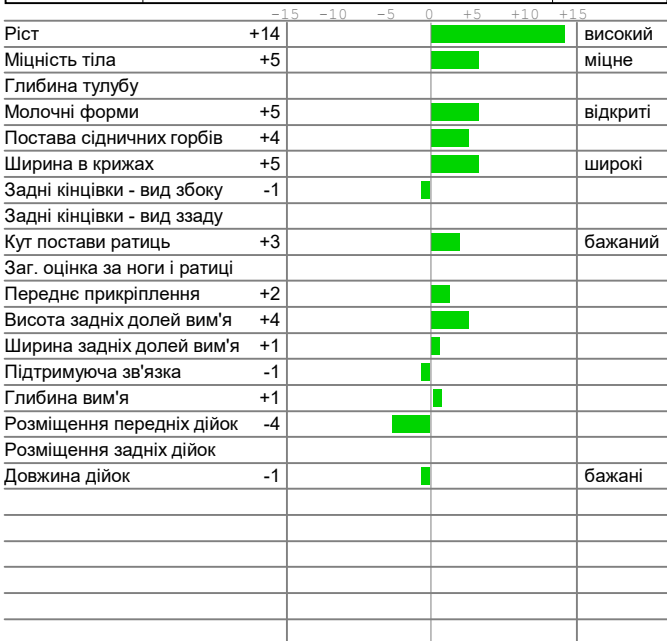 -15 -10 -5 0 +5 +10 +15
Ріст +14 високий
Міцність тіла +5 міцне
Глибина тулубу
Молочні форми +5 відкриті
Постава сідничних горбів +4
Ширина в крижах +5 широкі
Задні кінцівки - вид збоку -1
Задні кінцівки - вид ззаду
Кут постави ратиць +3 бажаний
Заг. оцінка за ноги і ратиці
Переднє прикріплення +2
Висота задніх долей вим'я +4
Ширина задніх долей вим'я +1
Підтримуюча зв'язка -1
Глибина вим'я +1
Розміщення передніх дійок -4
Розміщення задніх дійок
Довжина дійок -1 бажані